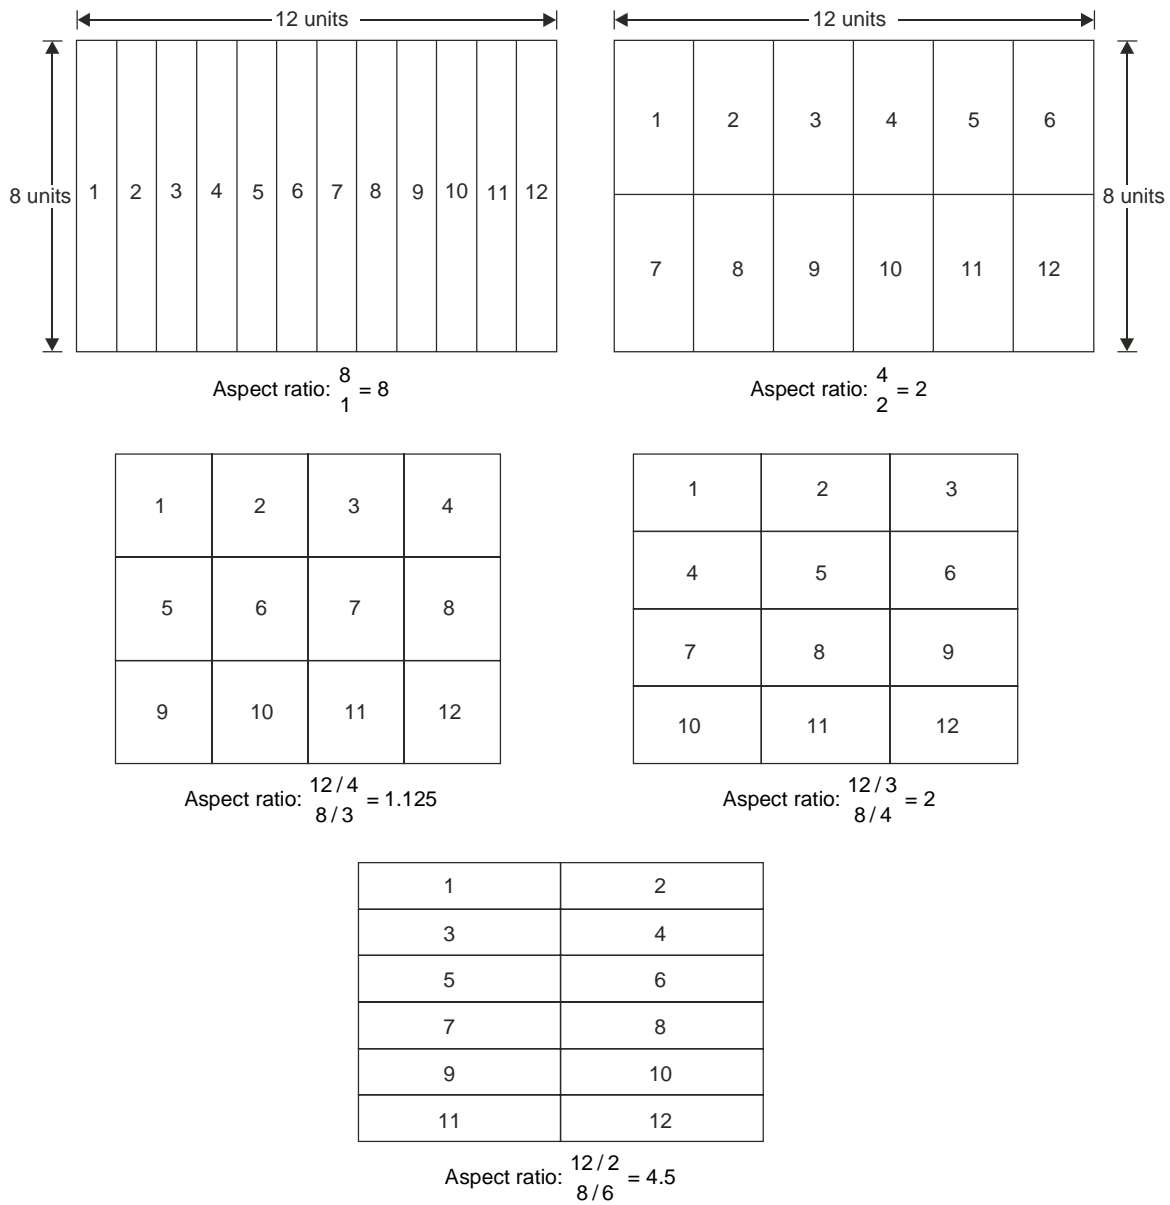 12 units 12 units
8 units 1 2 3 4 5 6 7 8 9 10 11 12
1 2 3 4 5 6
8 units
7 8 9 10 11 12
Aspect ratio: 8/1 = 8
Aspect ratio: 4/2 = 2
1 2 3 4
5 6 7 8
9 10 11 12
Aspect ratio: 12/4 / 8/3 = 1.125
1 2 3
4 5 6
7 8 9
10 11 12
Aspect ratio: 12/3 / 8/4 = 2
1 2
3 4
5 6
7 8
9 10
11 12
Aspect ratio: 12/2 / 8/6 = 4.5